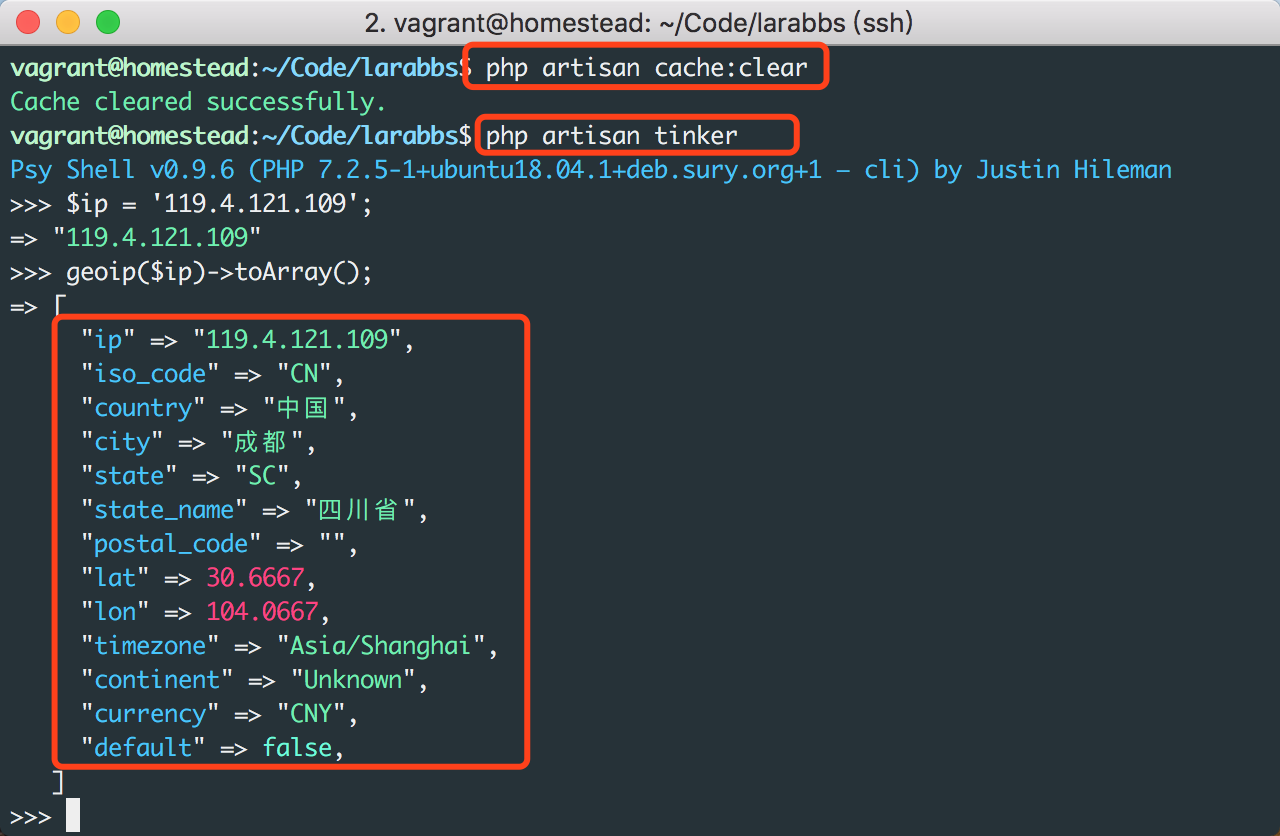 2. vagrant@homestead: ~/Code/larabbs (ssh)
vagrant@homestead:~/Code/larabbs$ php artisan cache:clear
Cache cleared successfully.
vagrant@homestead:~/Code/larabbs$ php artisan tinker
Psy Shell v0.9.6 (PHP 7.2.5-1+ubuntu18.04.1+deb.sury.org+1 — cli) by Justin Hileman
>>> $ip = '119.4.121.109';
=> "119.4.121.109"
>>> geoip($ip)->toArray();
=> [
"ip" => "119.4.121.109",
"iso_code" => "CN",
"country" => "中国",
"city" => "成都",
"state" => "SC",
"state_name" => "四川省",
"postal_code" => "",
"lat" => 30.6667,
"lon" => 104.0667,
"timezone" => "Asia/Shanghai",
"continent" => "Unknown",
"currency" => "CNY",
"default" => false,
]
>>>